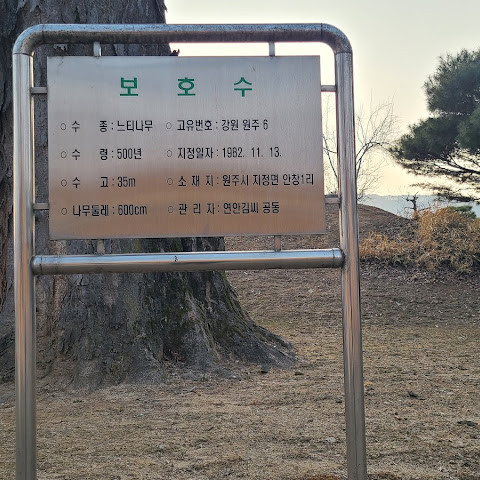 보호수
○ 수 종 : 느티나무 ○ 고유번호 : 강원 원주 6
○ 수 령 : 500년 ○ 지정일자 : 1982. 11. 13.
○ 수 고 : 35m ○ 소 재 지 : 원주시 지정면 안창1리
○ 나무둘레 : 600cm ○ 관 리 자 : 연안김씨 공동